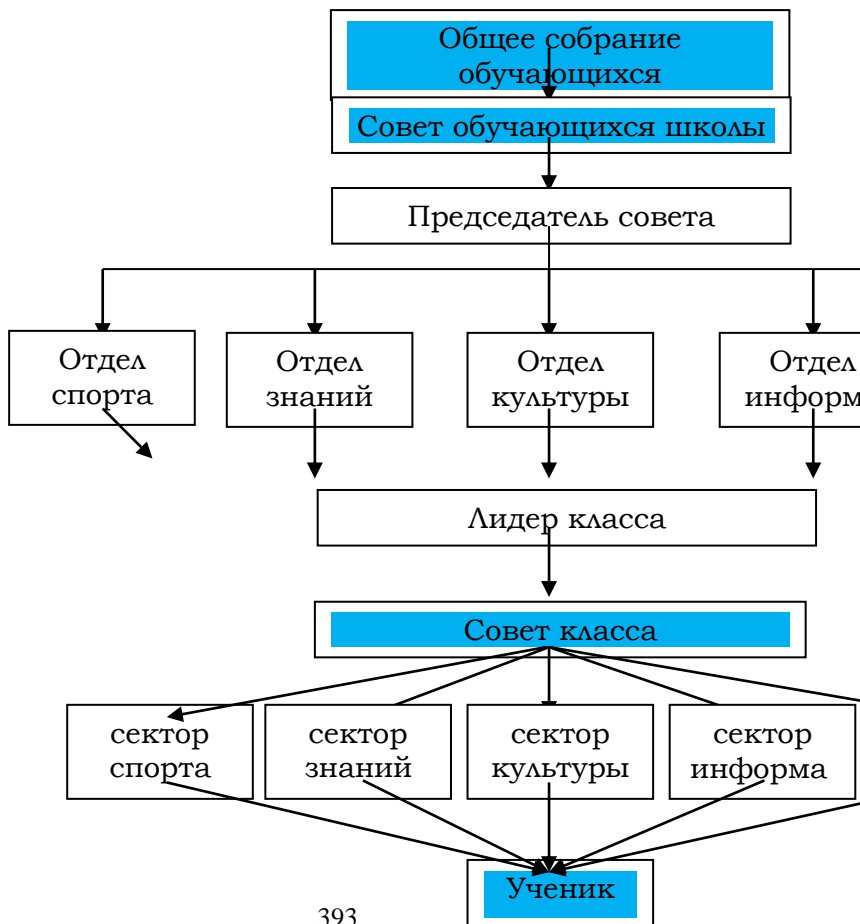 Общее собрание
обучающихся
Совет обучающихся школы
Председатель совета
Отдел
спорта
Отдел
знаний
Отдел
культуры
Отдел
информ
Лидер класса
Совет класса
сектор
спорта
сектор
знаний
сектор
культуры
сектор
информа
Ученик
393